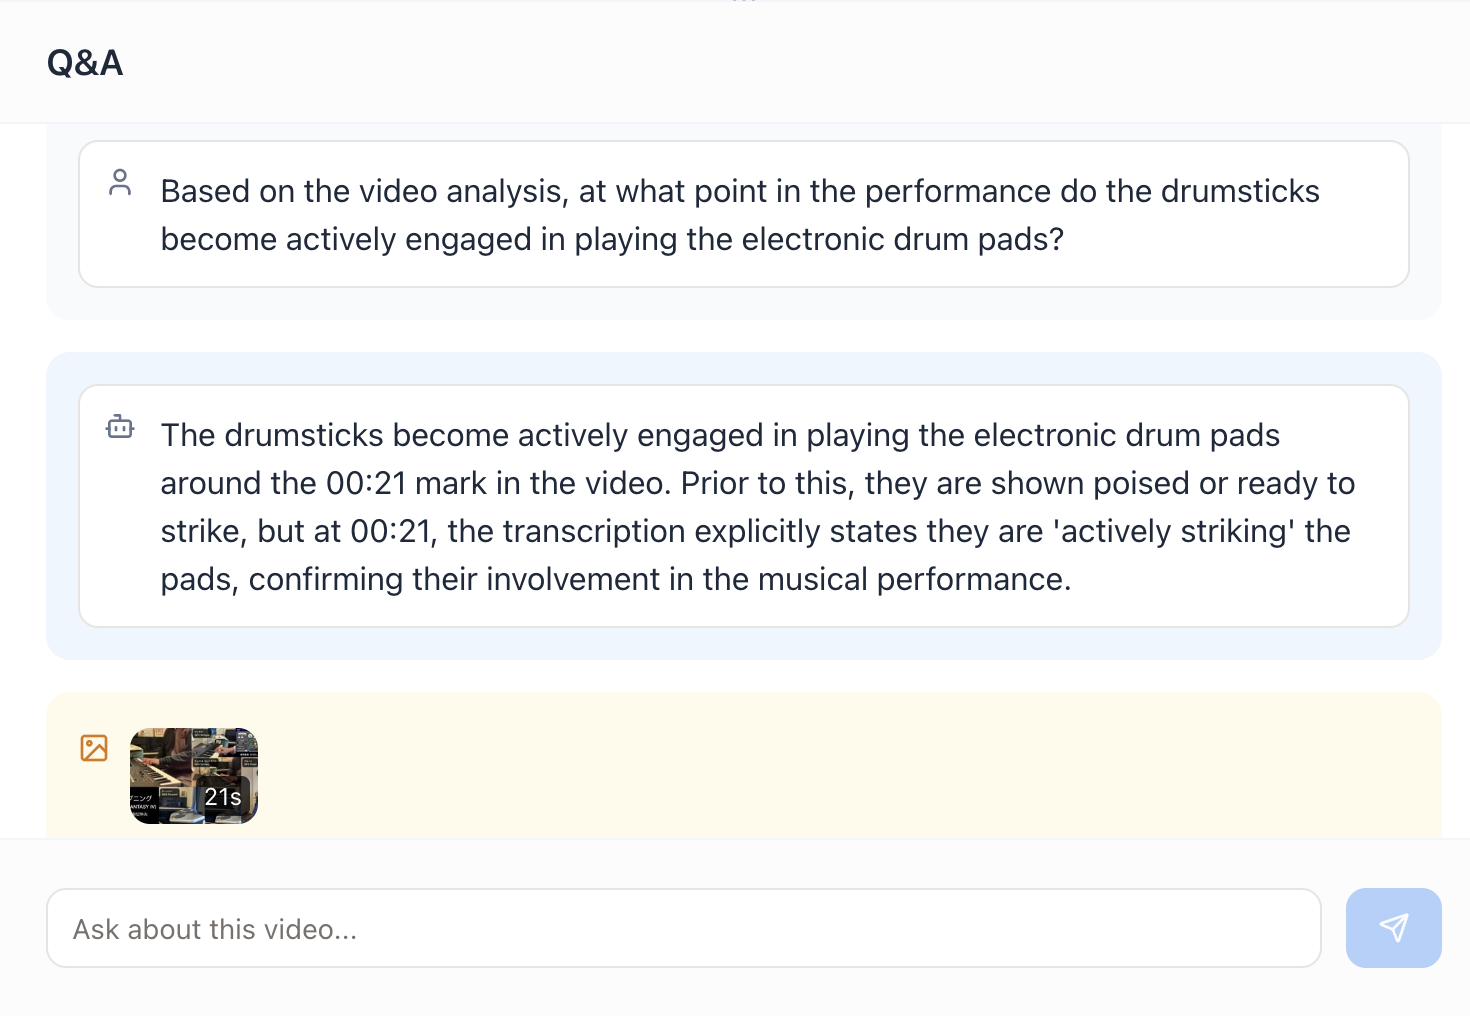 Q&A
Based on the video analysis, at what point in the performance do the drumsticks
become actively engaged in playing the electronic drum pads?
The drumsticks become actively engaged in playing the electronic drum pads
around the 00:21 mark in the video. Prior to this, they are shown poised or ready to
strike, but at 00:21, the transcription explicitly states they are 'actively striking' the
pads, confirming their involvement in the musical performance.
21s
Ask about this video...